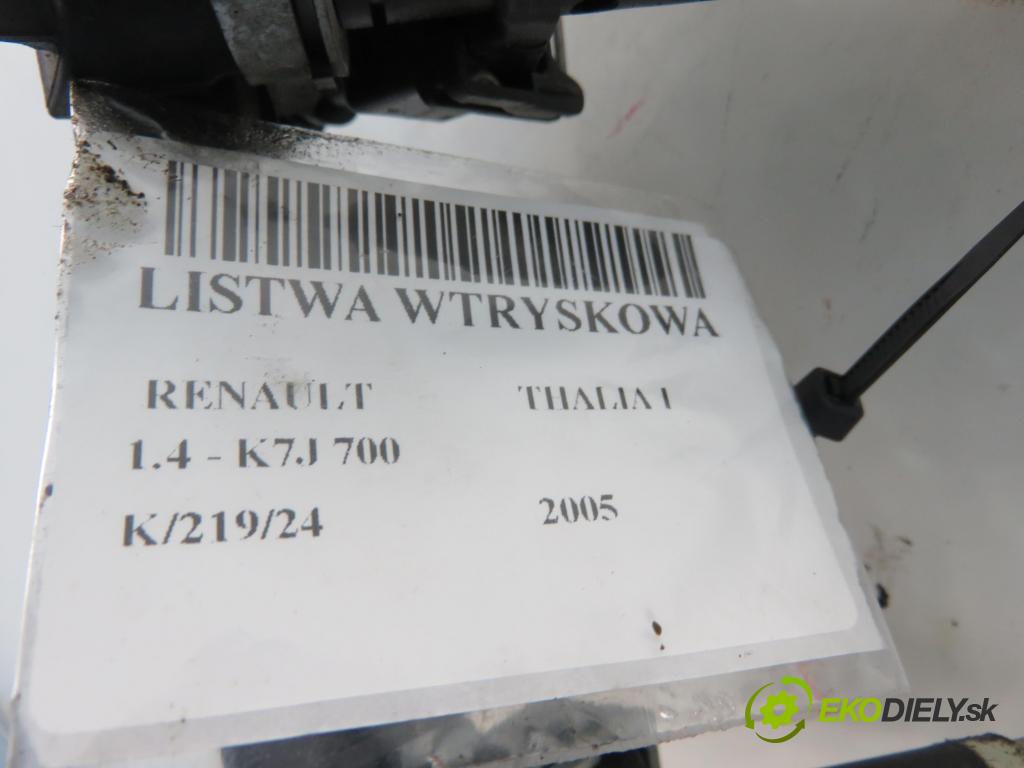 LISTWA WTRYSKOWA
RENAULT THALIA I
1.4 - K7J 700
K/219/24 2005
EKODIELY.sk